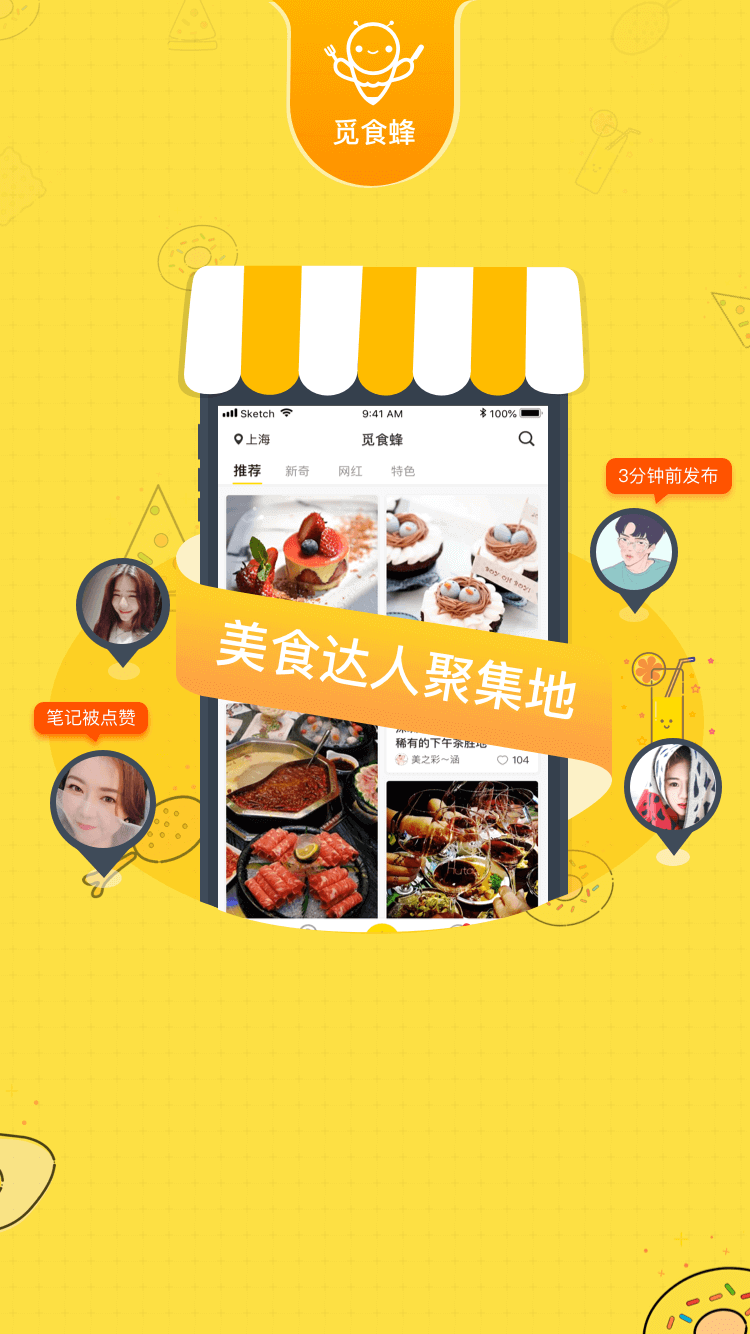 觅食蜂
Sketch
9:41 AM
100%
上海
觅食蜂
推荐
新奇
网红
特色
3分钟前发布
美食达人聚集地
笔记被点赞
稀有的下午茶胜地
美之彩~涵
104